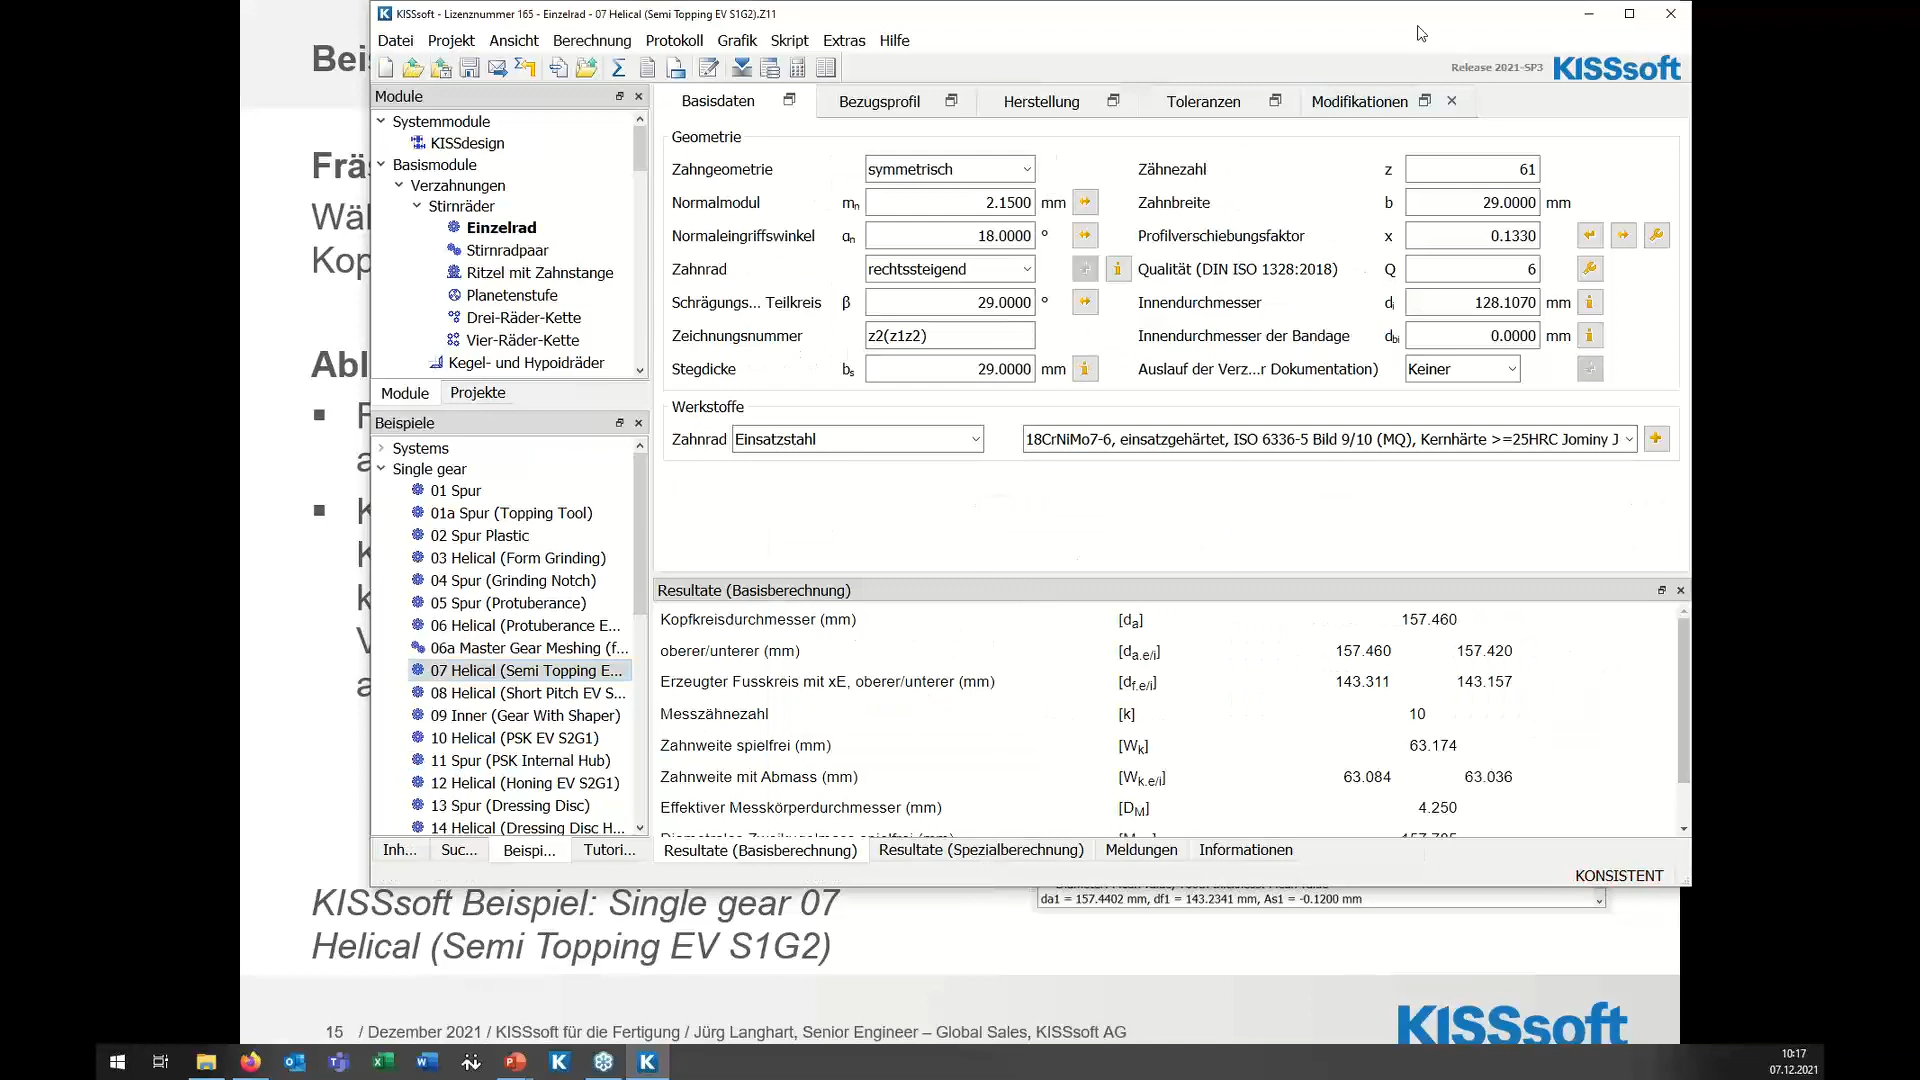 KISSsoft - Lizenznummer 165 - Einzelrad - 07 Helical (Semi Topping EV S1G2).Z11
Datei Projekt Ansicht Berechnung Protokoll Grafik Skript Extras Hilfe
Release 2021-SP3 KISSsoft
Module
Systemmodule
KISSdesign
Basismodule
Verzahnungen
Stirnräder
Einzelrad
Stirnradpaar
Ritzel mit Zahnstange
Planetenstufe
Drei-Räder-Kette
Vier-Räder-Kette
Kegel- und Hypoidräder
Module Projekte
Beispiele
Systems
Single gear
01 Spur
01a Spur (Topping Tool)
02 Spur Plastic
03 Helical (Form Grinding)
04 Spur (Grinding Notch)
05 Spur (Protuberance)
06 Helical (Protuberance E...
06a Master Gear Meshing (f...
07 Helical (Semi Topping E...
08 Helical (Short Pitch EV S...
09 Inner (Gear With Shaper)
10 Helical (PSK EV S2G1)
11 Spur (PSK Internal Hub)
12 Helical (Honing EV S2G1)
13 Spur (Dressing Disc)
14 Helical (Dressing Disc H...
Inh... Suc... Beispi... Tutori...
Basisdaten Bezugsprofil Herstellung Toleranzen Modifikationen
Geometrie
Zahngeometrie symmetrisch Zähnezahl z 61
Normalmodul mn 2.1500 mm Zahnbreite b 29.0000 mm
Normaleingriffswinkel αn 18.0000 ° Profilverschiebungsfaktor x 0.1330
Zahnrad rechtssteigend Qualität (DIN ISO 1328:2018) Q 6
Schrägungs... Teilkreis β 29.0000 ° Innendurchmesser di 128.1070 mm
Zeichnungsnummer z2(z1z2) Innendurchmesser der Bandage dbi 0.0000 mm
Stegdicke bs 29.0000 mm Auslauf der Verz...r Dokumentation) Keiner
Werkstoffe
Zahnrad Einsatzstahl 18CrNiMo7-6, einsatzgehärtet, ISO 6336-5 Bild 9/10 (MQ), Kernhärte >=25HRC Jominy J
Resultate (Basisberechnung)
Kopfkreisdurchmesser (mm) [da] 157.460
oberer/unterer (mm) [da.e/i] 157.460 157.420
Erzeugter Fusskreis mit xE, oberer/unterer (mm) [df.e/i] 143.311 143.157
Messzähnezahl [k] 10
Zahnweite spielfrei (mm) [Wk] 63.174
Zahnweite mit Abmass (mm) [Wk.e/i] 63.084 63.036
Effektiver Messkörperdurchmesser (mm) [DM] 4.250
Resultate (Basisberechnung) Resultate (Spezialberechnung) Meldungen Informationen
KONSISTENT
da1 = 157.4402 mm, df1 = 143.2341 mm, As1 = -0.1200 mm
KISSsoft Beispiel: Single gear 07
Helical (Semi Topping EV S1G2)
15 / Dezember 2021 / KISSsoft für die Fertigung / Jürg Langhart, Senior Engineer – Global Sales, KISSsoft AG
KISSsoft
10:17
07.12.2021